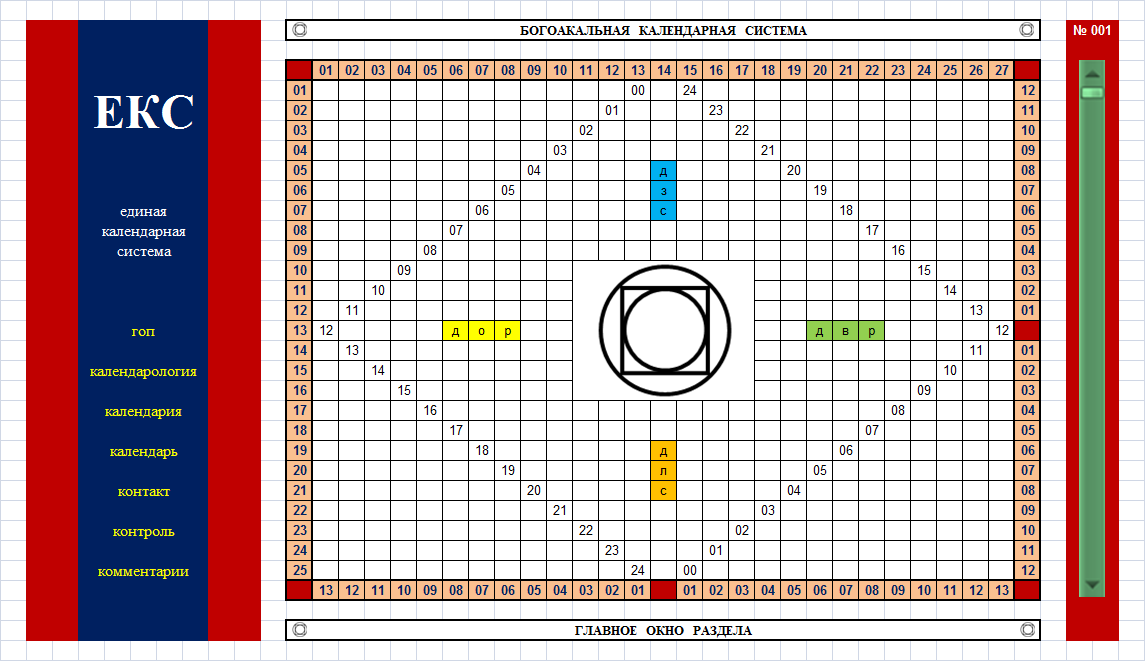 БОГОАКАЛЬНАЯ КАЛЕНДАРНАЯ СИСТЕМА
№ 001
ЕКС
единая
календарная
система
гоп
календарология
календария
календарь
контакт
контроль
комментарии
01 02 03 04 05 06 07 08 09 10 11 12 13 14 15 16 17 18 19 20 21 22 23 24 25 26 27
01 00 24 12
02 01 23 11
03 02 22 10
04 03 21 09
05 04 д 20 08
06 05 з 19 07
07 06 с 18 06
08 07 17 05
09 08 16 04
10 09 15 03
11 10 14 02
12 11 13 01
13 12 д о р д в р 12
14 13 11 01
15 14 10 02
16 15 09 03
17 16 08 04
18 17 07 05
19 18 д 06 06
20 19 л 05 07
21 20 с 04 08
22 21 03 09
23 22 02 10
24 23 01 11
25 24 00 12
13 12 11 10 09 08 07 06 05 04 03 02 01 01 02 03 04 05 06 07 08 09 10 11 12 13
ГЛАВНОЕ ОКНО РАЗДЕЛА